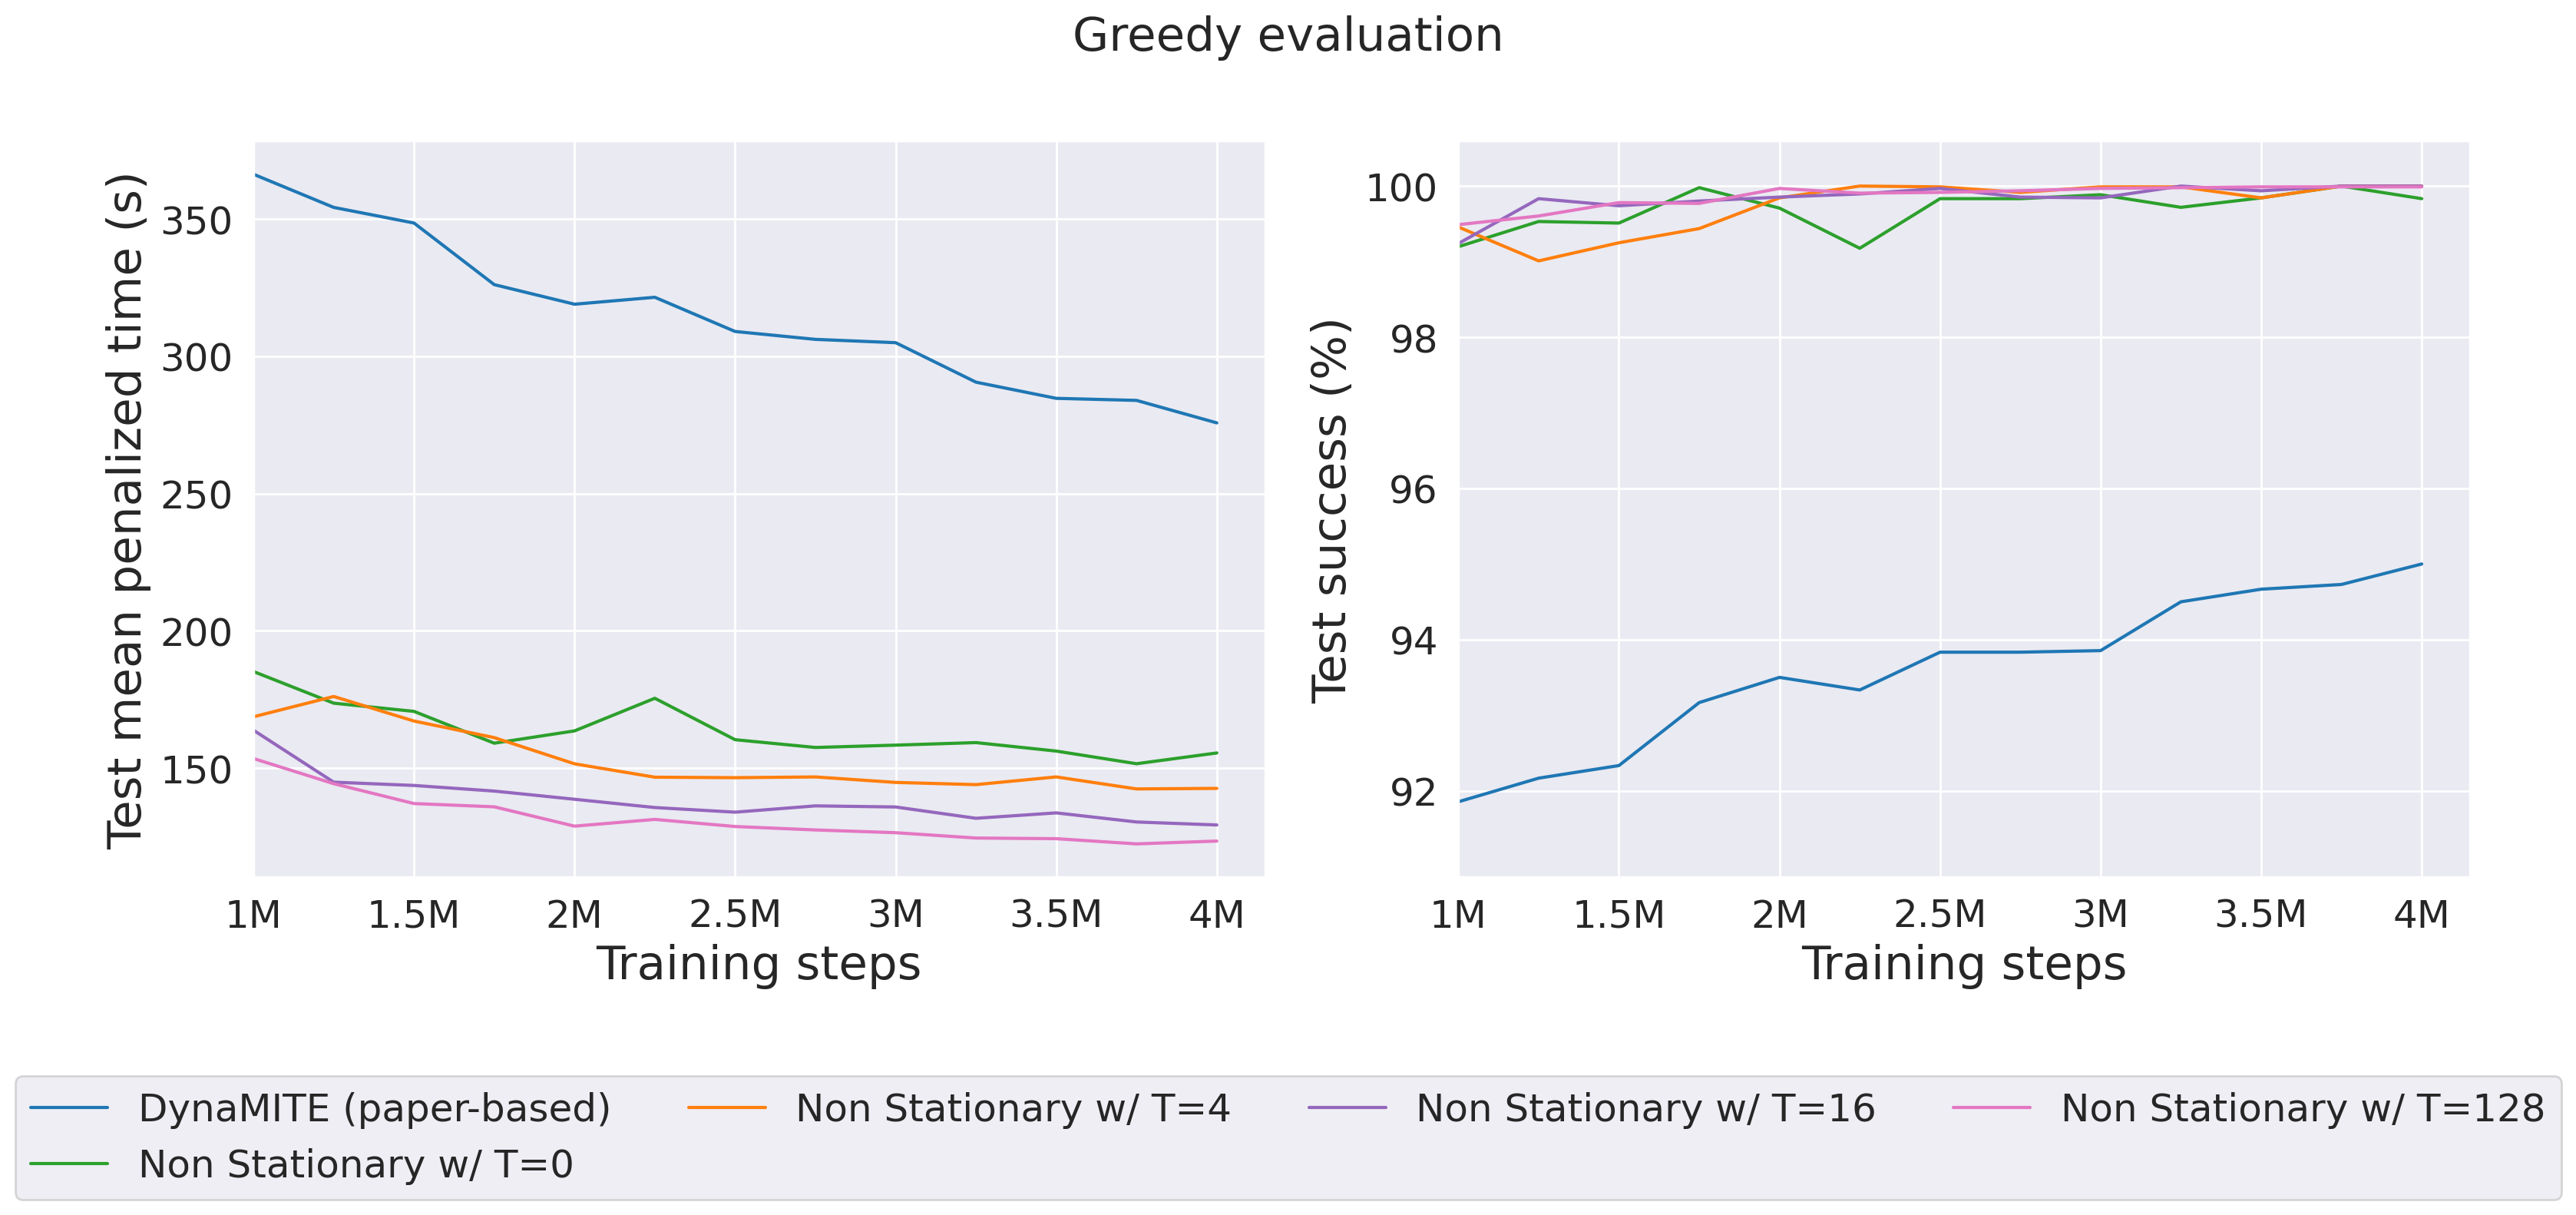 Greedy evaluation
Test mean penalized time (s)
350
300
250
200
150
1M 1.5M 2M 2.5M 3M 3.5M 4M
Training steps
Test success (%)
100
98
96
94
92
1M 1.5M 2M 2.5M 3M 3.5M 4M
Training steps
DynaMITE (paper-based) Non Stationary w/ T=4 Non Stationary w/ T=16 Non Stationary w/ T=128
Non Stationary w/ T=0